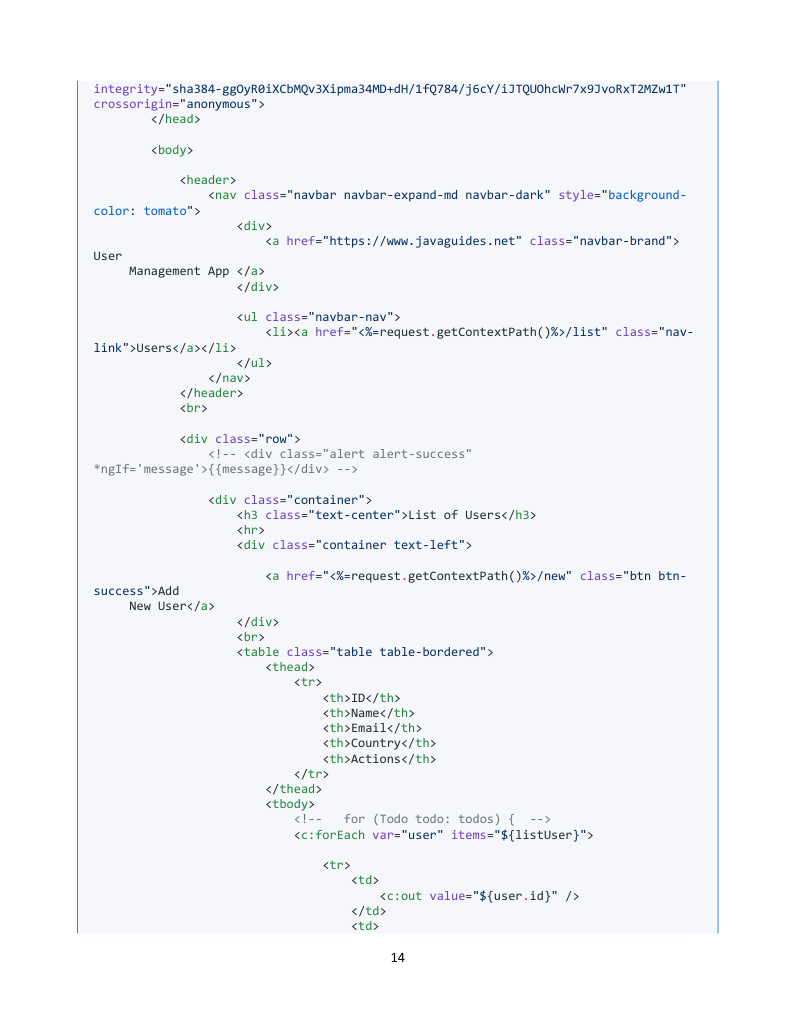 integrity="sha384-ggOyR0iXCbMQv3Xipma34MD+dH/1fQ784/j6cY/iJTQUOhcWr7x9JvoRxT2MZw1T"
crossorigin="anonymous">
</head>
<body>
<header>
<nav class="navbar navbar-expand-md navbar-dark" style="background-
color: tomato">
<div>
<a href="https://www.javaguides.net" class="navbar-brand">
User
Management App </a>
</div>
<ul class="navbar-nav">
<li><a href="<%=request.getContextPath()%>/list" class="nav-
link">Users</a></li>
</ul>
</nav>
</header>
<br>
<div class="row">
<!-- <div class="alert alert-success"
*ngIf='message'>{{message}}</div> -->
<div class="container">
<h3 class="text-center">List of Users</h3>
<hr>
<div class="container text-left">
<a href="<%=request.getContextPath()%>/new" class="btn btn-
success">Add
New User</a>
</div>
<br>
<table class="table table-bordered">
<thead>
<tr>
<th>ID</th>
<th>Name</th>
<th>Email</th>
<th>Country</th>
<th>Actions</th>
</tr>
</thead>
<tbody>
<!--   for (Todo todo: todos) {  -->
<c:forEach var="user" items="${listUser}">
<tr>
<td>
<c:out value="${user.id}" />
</td>
<td>
14